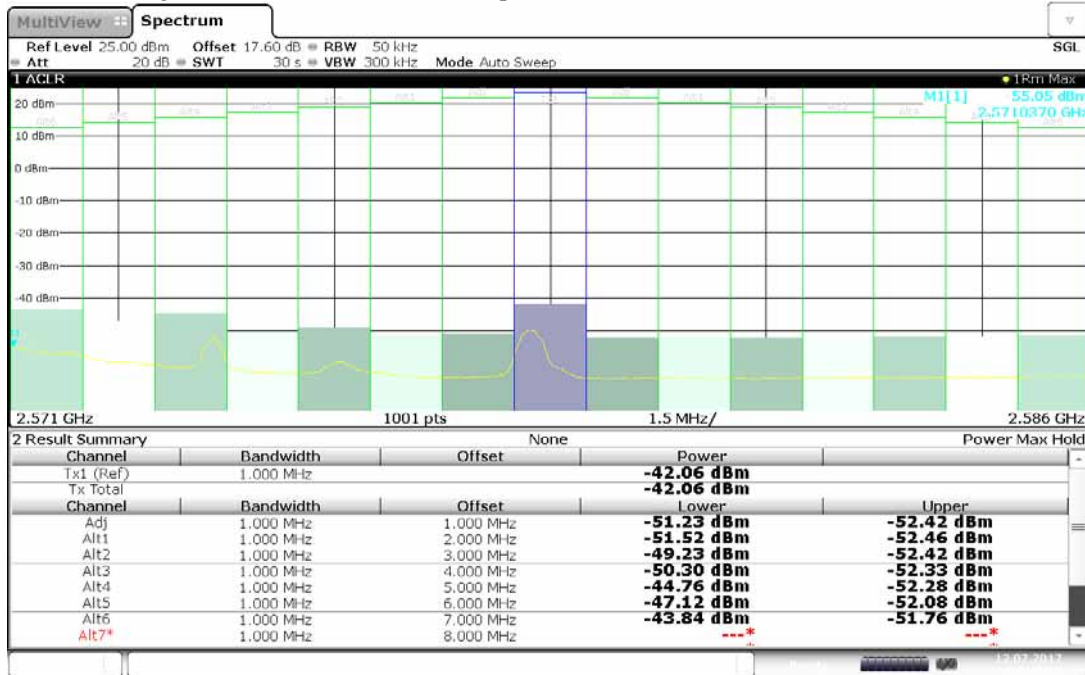 MultiView Spectrum
Ref Level 25.00 dBm Offset 17.60 dB RBW 50 kHz SGL
Att 20 dB SWT 30 s VBW 300 kHz Mode Auto Sweep
1 ACLR 1Rm Max
M1[1] 55.05 dBm
2.5710370 GHz
20 dBm
10 dBm
0 dBm
-10 dBm
-20 dBm
-30 dBm
-40 dBm
2.571 GHz 1001 pts 1.5 MHz/ 2.586 GHz
2 Result Summary None Power Max Hold
Channel Bandwidth Offset Power
Tx1 (Ref) 1.000 MHz -42.06 dBm
Tx Total -42.06 dBm
Channel Bandwidth Offset Lower Upper
Adj 1.000 MHz 1.000 MHz -51.23 dBm -52.42 dBm
Alt1 1.000 MHz 2.000 MHz -51.52 dBm -52.46 dBm
Alt2 1.000 MHz 3.000 MHz -49.23 dBm -52.42 dBm
Alt3 1.000 MHz 4.000 MHz -50.30 dBm -52.33 dBm
Alt4 1.000 MHz 5.000 MHz -44.76 dBm -52.28 dBm
Alt5 1.000 MHz 6.000 MHz -47.12 dBm -52.08 dBm
Alt6 1.000 MHz 7.000 MHz -43.84 dBm -51.76 dBm
Alt7* 1.000 MHz 8.000 MHz ---* ---*
12.07.2017